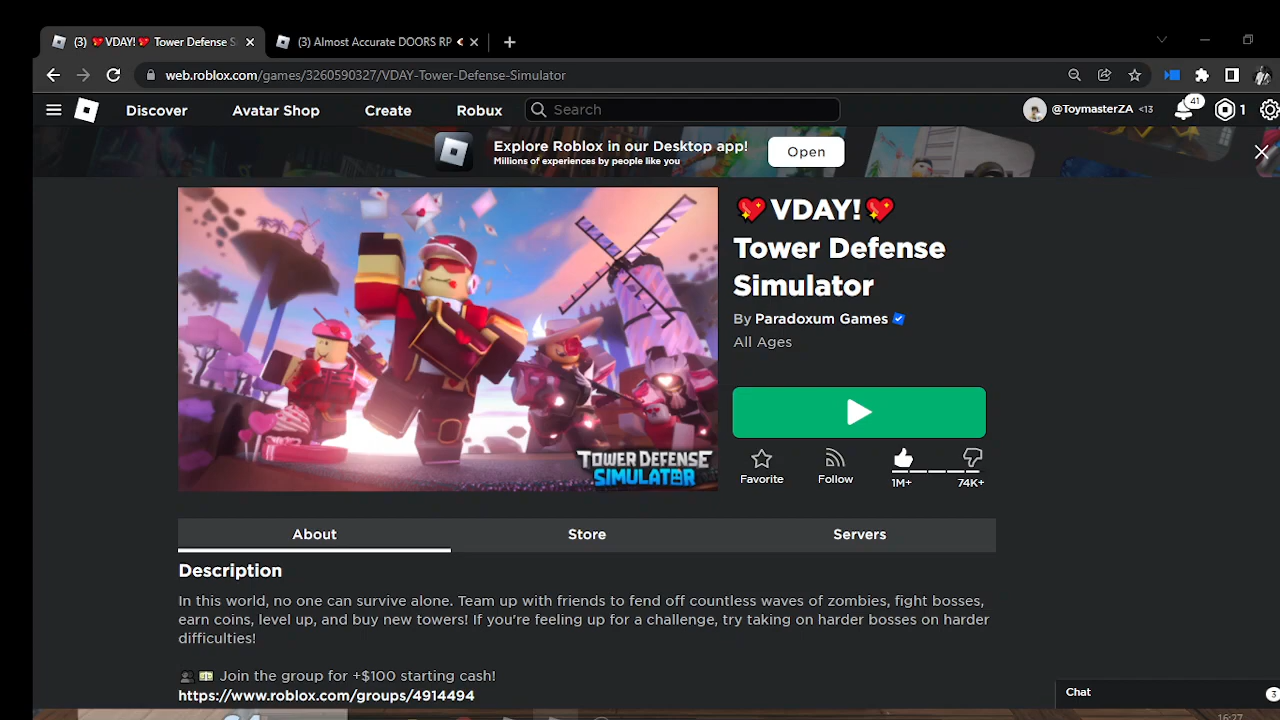 (3) 💖VDAY!💖 Tower Defense S
(3) Almost Accurate DOORS RP
web.roblox.com/games/3260590327/VDAY-Tower-Defense-Simulator
Discover
Avatar Shop
Create
Robux
Search
@ToymasterZA <13
41
1
Explore Roblox in our Desktop app!
Millions of experiences by people like you
Open
💖VDAY!💖
Tower Defense
Simulator
By Paradoxum Games
All Ages
TOWER DEFENSE
SIMULATOR
Favorite
Follow
1M+
74K+
About
Store
Servers
Description
In this world, no one can survive alone. Team up with friends to fend off countless waves of zombies, fight bosses,
earn coins, level up, and buy new towers! If you're feeling up for a challenge, try taking on harder bosses on harder
difficulties!
👥 💵 Join the group for +$100 starting cash!
https://www.roblox.com/groups/4914494
Chat
3
16:27